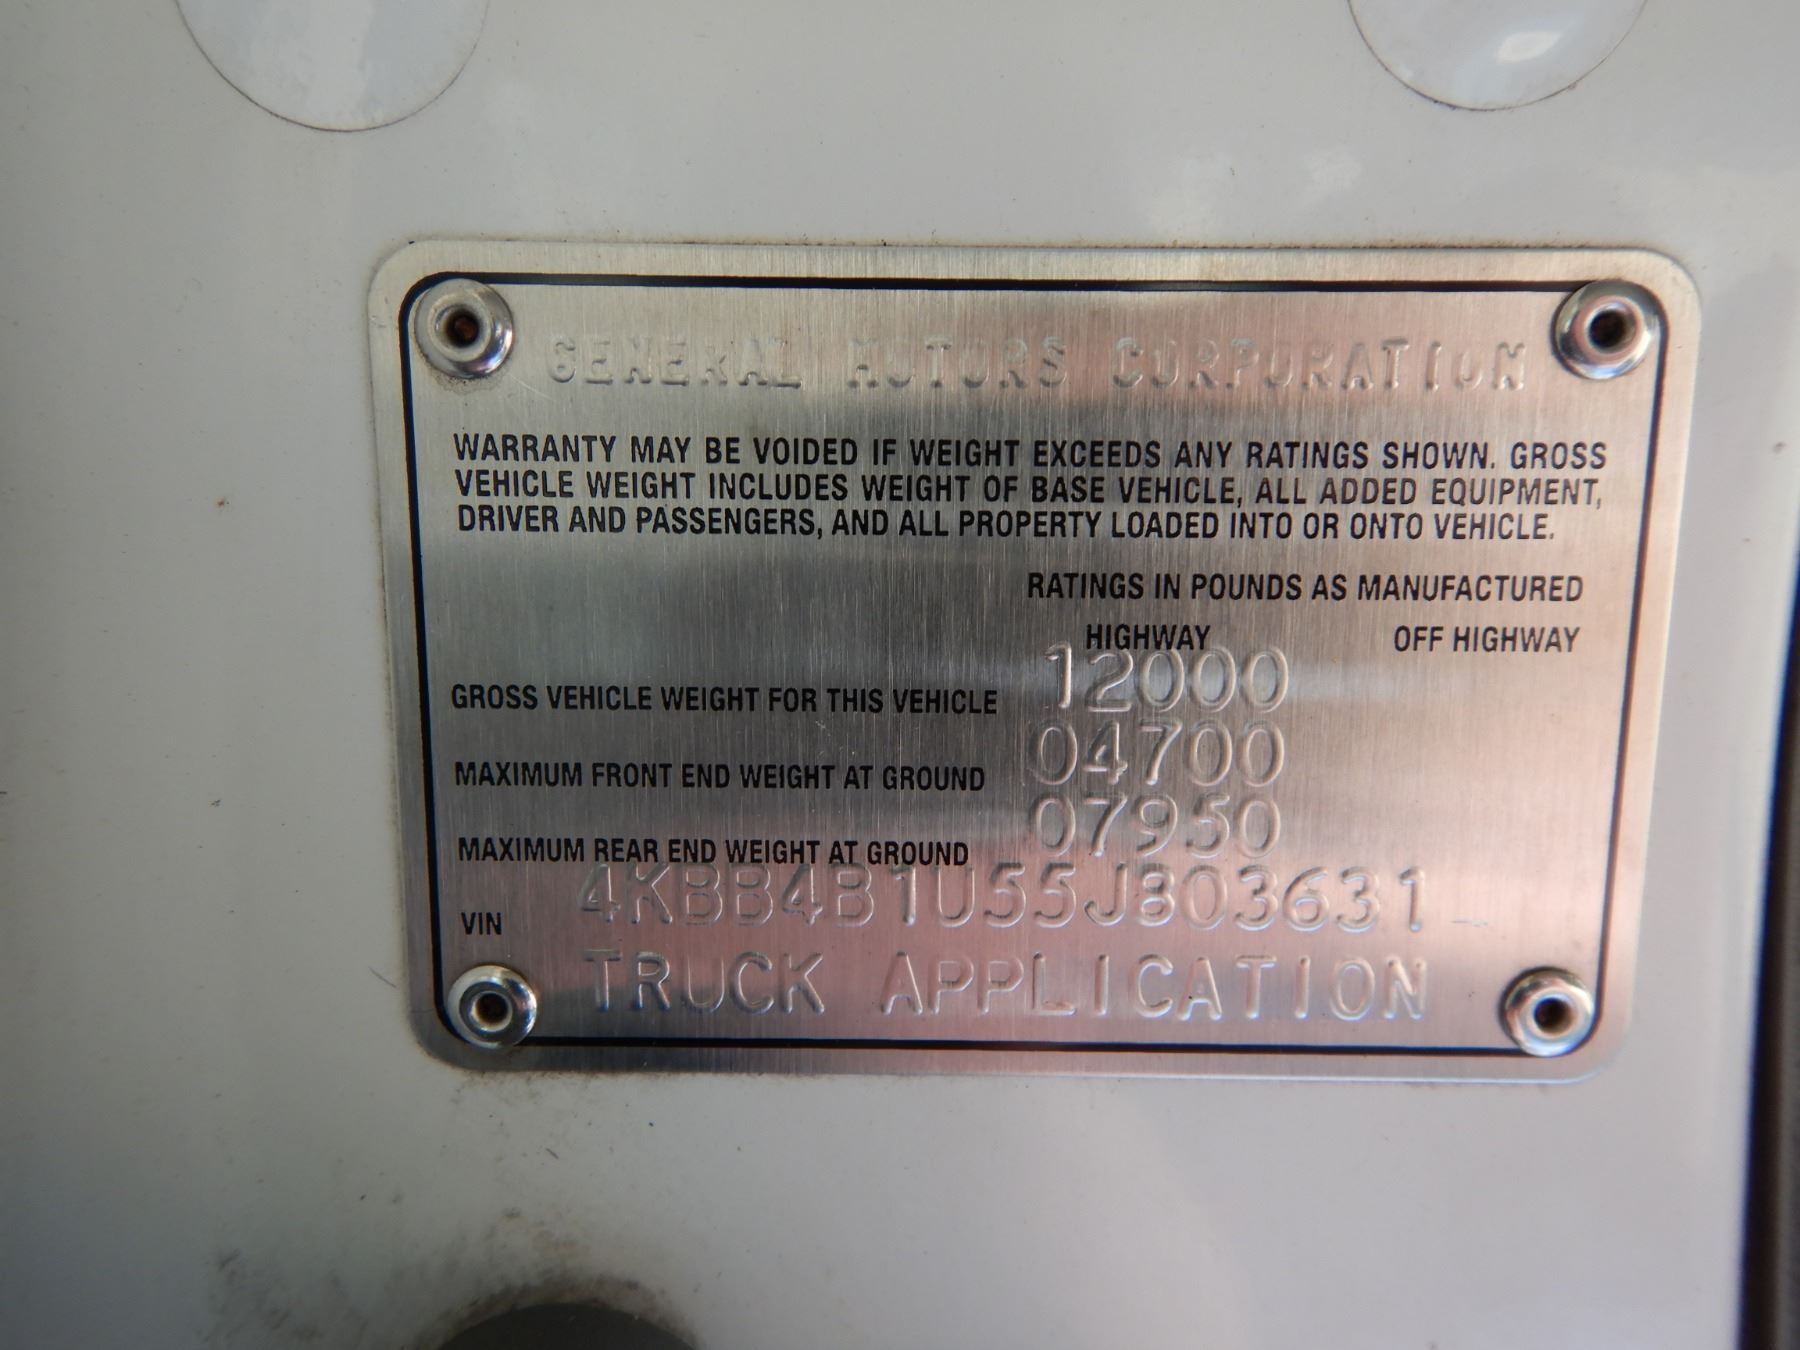 GENERAL MOTORS CORPORATION
WARRANTY MAY BE VOIDED IF WEIGHT EXCEEDS ANY RATINGS SHOWN. GROSS
VEHICLE WEIGHT INCLUDES WEIGHT OF BASE VEHICLE, ALL ADDED EQUIPMENT,
DRIVER AND PASSENGERS, AND ALL PROPERTY LOADED INTO OR ONTO VEHICLE.
RATINGS IN POUNDS AS MANUFACTURED
HIGHWAY OFF HIGHWAY
GROSS VEHICLE WEIGHT FOR THIS VEHICLE 12000
MAXIMUM FRONT END WEIGHT AT GROUND 04700
MAXIMUM REAR END WEIGHT AT GROUND 07950
VIN 4KBB4B1U55J803631
TRUCK APPLICATION